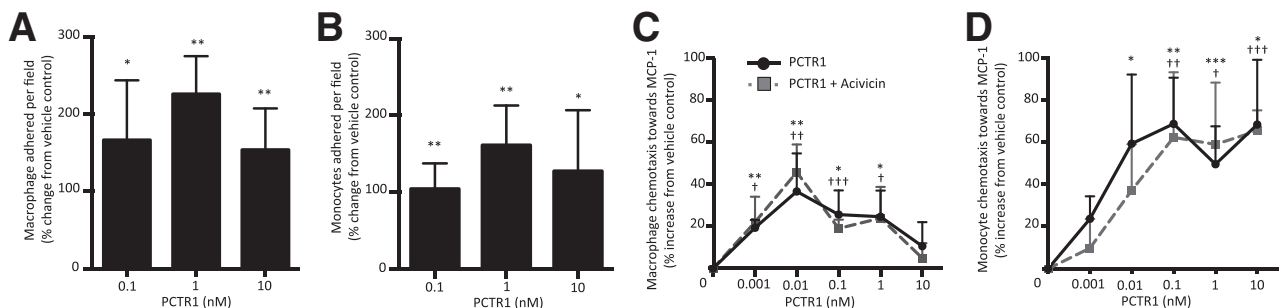 A
Macrophage adhered per field
(% change from vehicle control)
300
200
100
0
*
**
**
0.1 1 10
PCTR1 (nM)
B
Monocytes adhered per field
(% change from vehicle control)
300
200
100
0
**
**
*
0.1 1 10
PCTR1 (nM)
C
Macrophage chemotaxis towards MCP-1
(% increase from vehicle control)
100
80
60
40
20
0
PCTR1
PCTR1 + Acivicin
**
†
**
††
*
†††
*
†
0.001 0.01 0.1 1 10
PCTR1 (nM)
D
Monocyte chemotaxis towards MCP-1
(% increase from vehicle control)
100
80
60
40
20
0
*
**
††
***
†
*
†††
0.001 0.01 0.1 1 10
PCTR1 (nM)